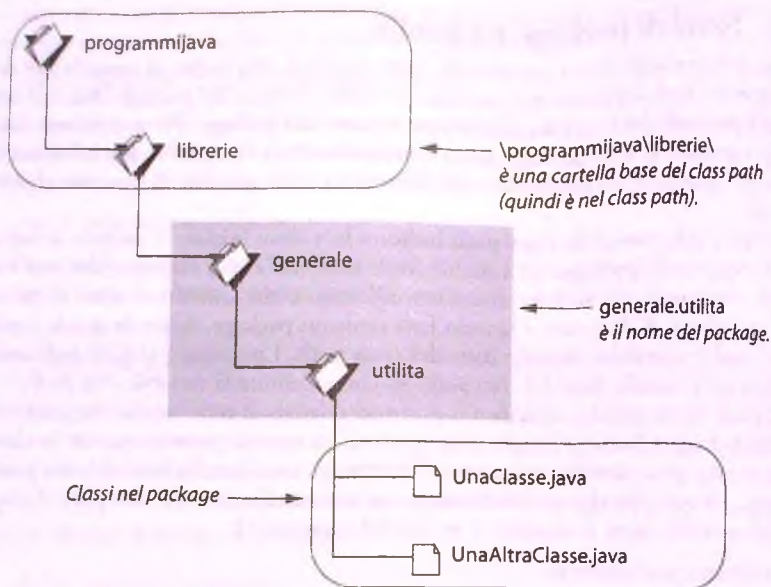 programmijava
librerie
\programmijava\librerie\
è una cartella base del class path
(quindi è nel class path).
generale
generale.utilita
è il nome del package.
utilita
Classi nel package
UnaClasse.java
UnaAltraClasse.java